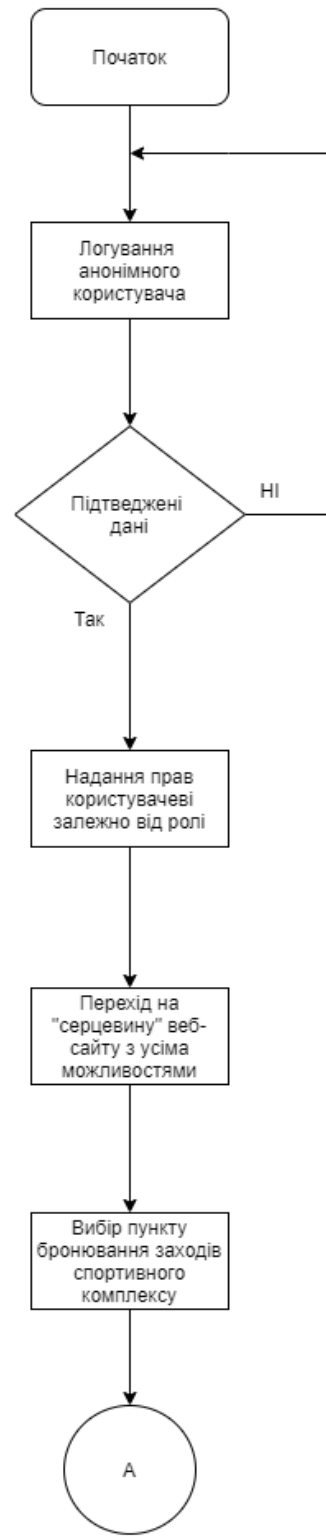 Початок
Логування
анонімного
користувача
Підтведжені
дані
НІ
Так
Надання прав
користувачеві
залежно від ролі
Перехід на
"серцевину" веб-
сайту з усіма
можливостями
Вибір пункту
бронювання заходів
спортивного
комплексу
А